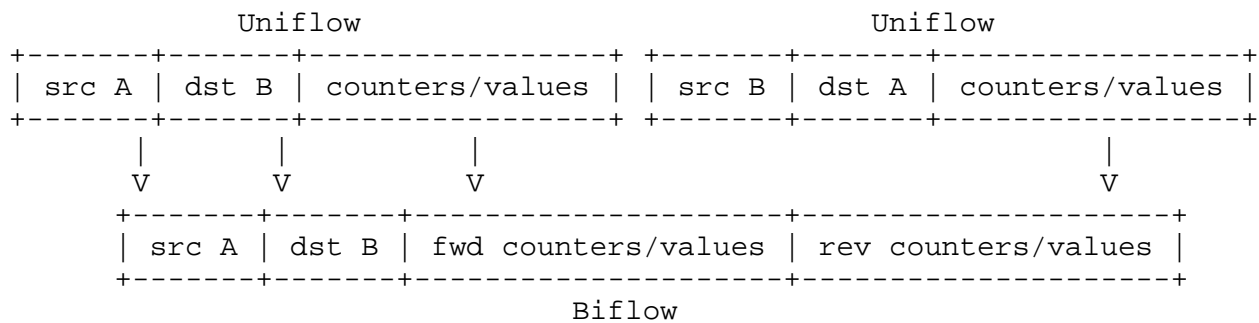 Uniflow                                     Uniflow
+-------+-------+-----------------+ +-------+-------+-----------------+
| src A | dst B | counters/values | | src B | dst A | counters/values |
+-------+-------+-----------------+ +-------+-------+-----------------+
        |       |          |                                   |
        V       V          V                                   V
       +-------+-------+---------------------+---------------------+
       | src A | dst B | fwd counters/values | rev counters/values |
       +-------+-------+---------------------+---------------------+
                                Biflow